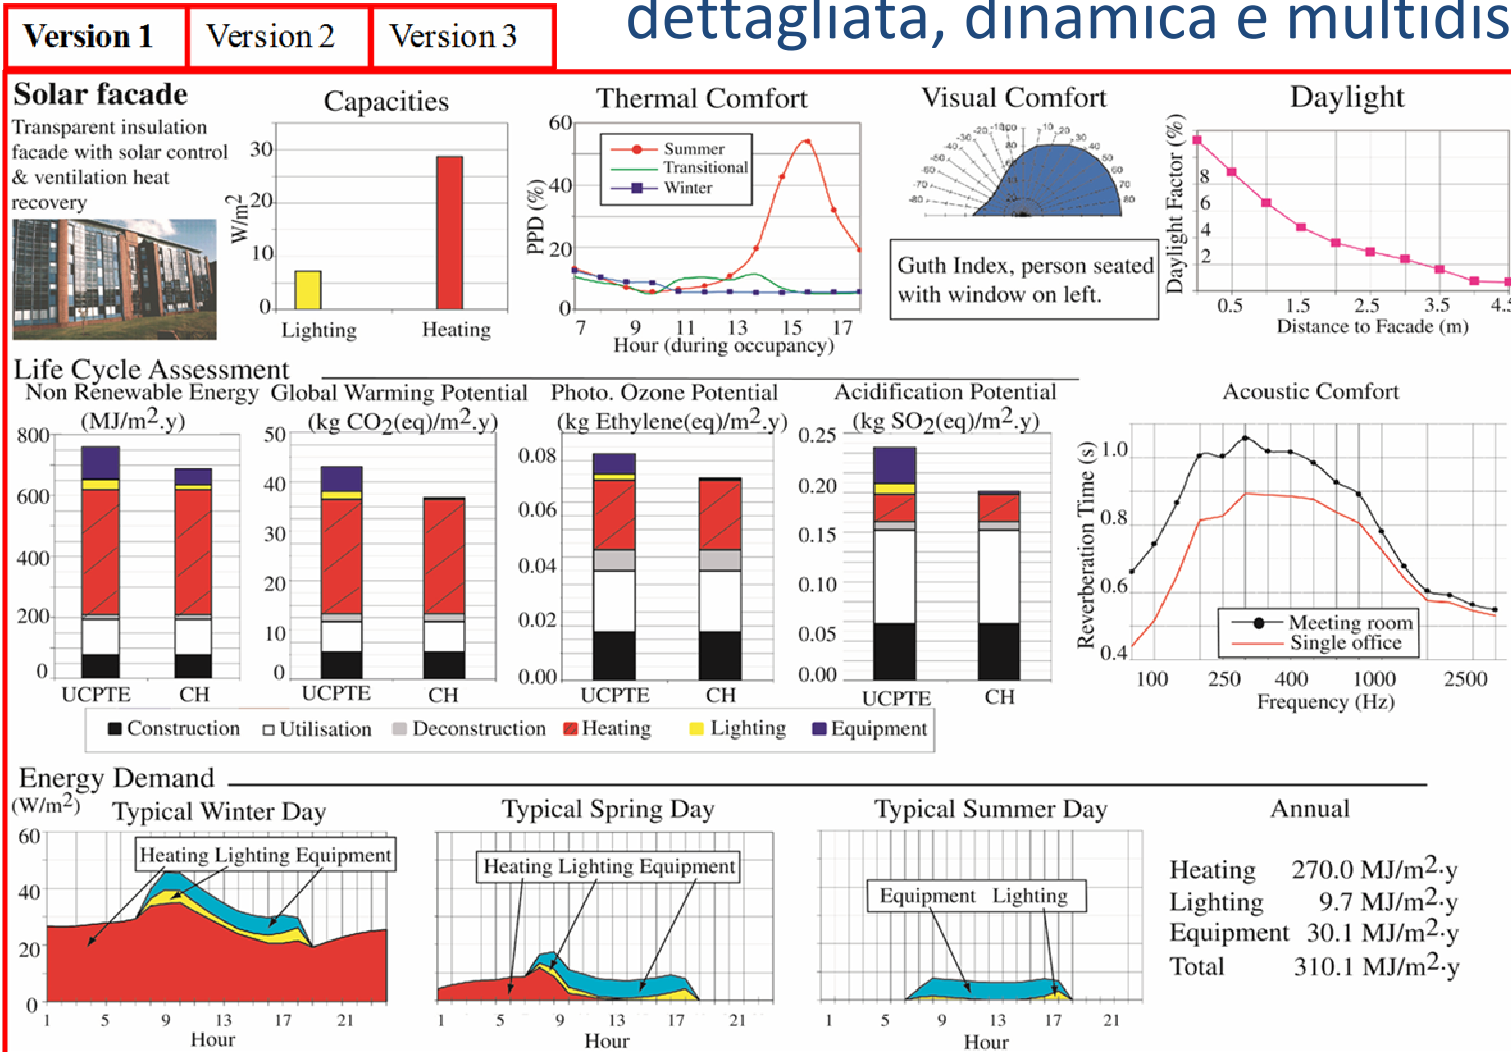 dettagliata, dinamica e multidis
Version 1 Version 2 Version 3
Solar facade
Transparent insulation
facade with solar control
& ventilation heat
recovery
Capacities
W/m2
30
20
10
0
Lighting Heating
Thermal Comfort
PPD (%)
60
40
20
0
Summer
Transitional
Winter
7 9 11 13 15 17
Hour (during occupancy)
Visual Comfort
Guth Index, person seated
with window on left.
Daylight
Daylight Factor (%)
8
6
4
2
0.5 1.5 2.5 3.5 4.
Distance to Facade (m)
Life Cycle Assessment
Non Renewable Energy
(MJ/m2.y)
800
600
400
200
0
UCPTE CH
Global Warming Potential
(kg CO2(eq)/m2.y)
50
40
30
20
10
0
UCPTE CH
Photo. Ozone Potential
(kg Ethylene(eq)/m2.y)
0.08
0.06
0.04
0.02
0.00
UCPTE CH
Acidification Potential
(kg SO2(eq)/m2.y)
0.25
0.20
0.15
0.10
0.05
0.00
UCPTE CH
Construction Utilisation Deconstruction Heating Lighting Equipment
Acoustic Comfort
Reverberation Time (s)
1.0
0.8
0.6
0.4
Meeting room
Single office
100 250 400 1000 2500
Frequency (Hz)
Energy Demand
(W/m2)
Typical Winter Day
60
40
20
0
Heating Lighting Equipment
1 5 9 13 17 21
Hour
Typical Spring Day
Heating Lighting Equipment
1 5 9 13 17 21
Hour
Typical Summer Day
Equipment Lighting
1 5 9 13 17 21
Hour
Annual
Heating 270.0 MJ/m2·y
Lighting 9.7 MJ/m2·y
Equipment 30.1 MJ/m2·y
Total 310.1 MJ/m2·y